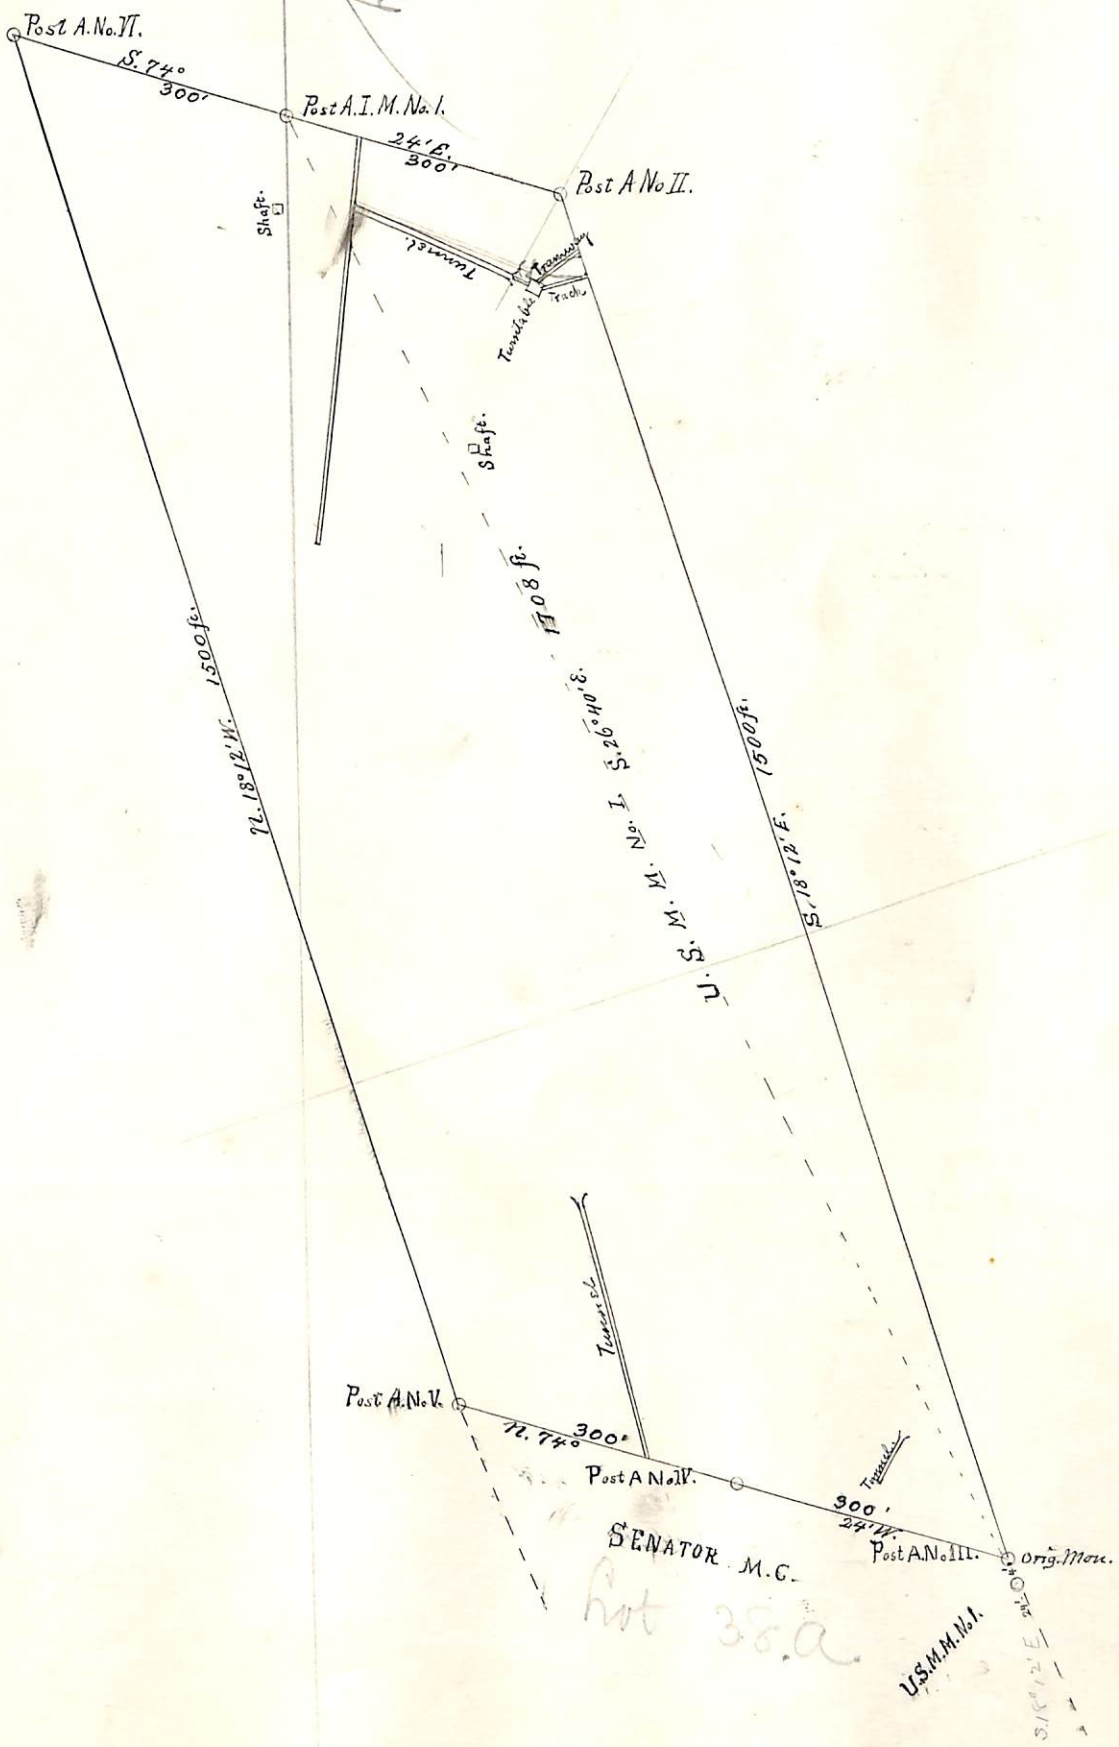 Post A.No.VI.
S. 74°
300'
Post A.I.M.No.1.
24'E.
300'
Post A No II.
Shaft.
Tunnel.
Tramway
Track
Turntable
Shaft.
1708 ft.
S.26°40'E.
U.S.M.M. No. I.
1500 ft.
N.18°12'W.
1500 ft.
S.18°12'E.
Tunnel
Post A.No.V.
300'
N.74°
Post A No.IV.
Tunnel
300'
24'W.
Post A.No.III.
Orig.Mon.
SENATOR M.C.
Lot 38.a
U.S.M.M.No.1.
S.18°12'E